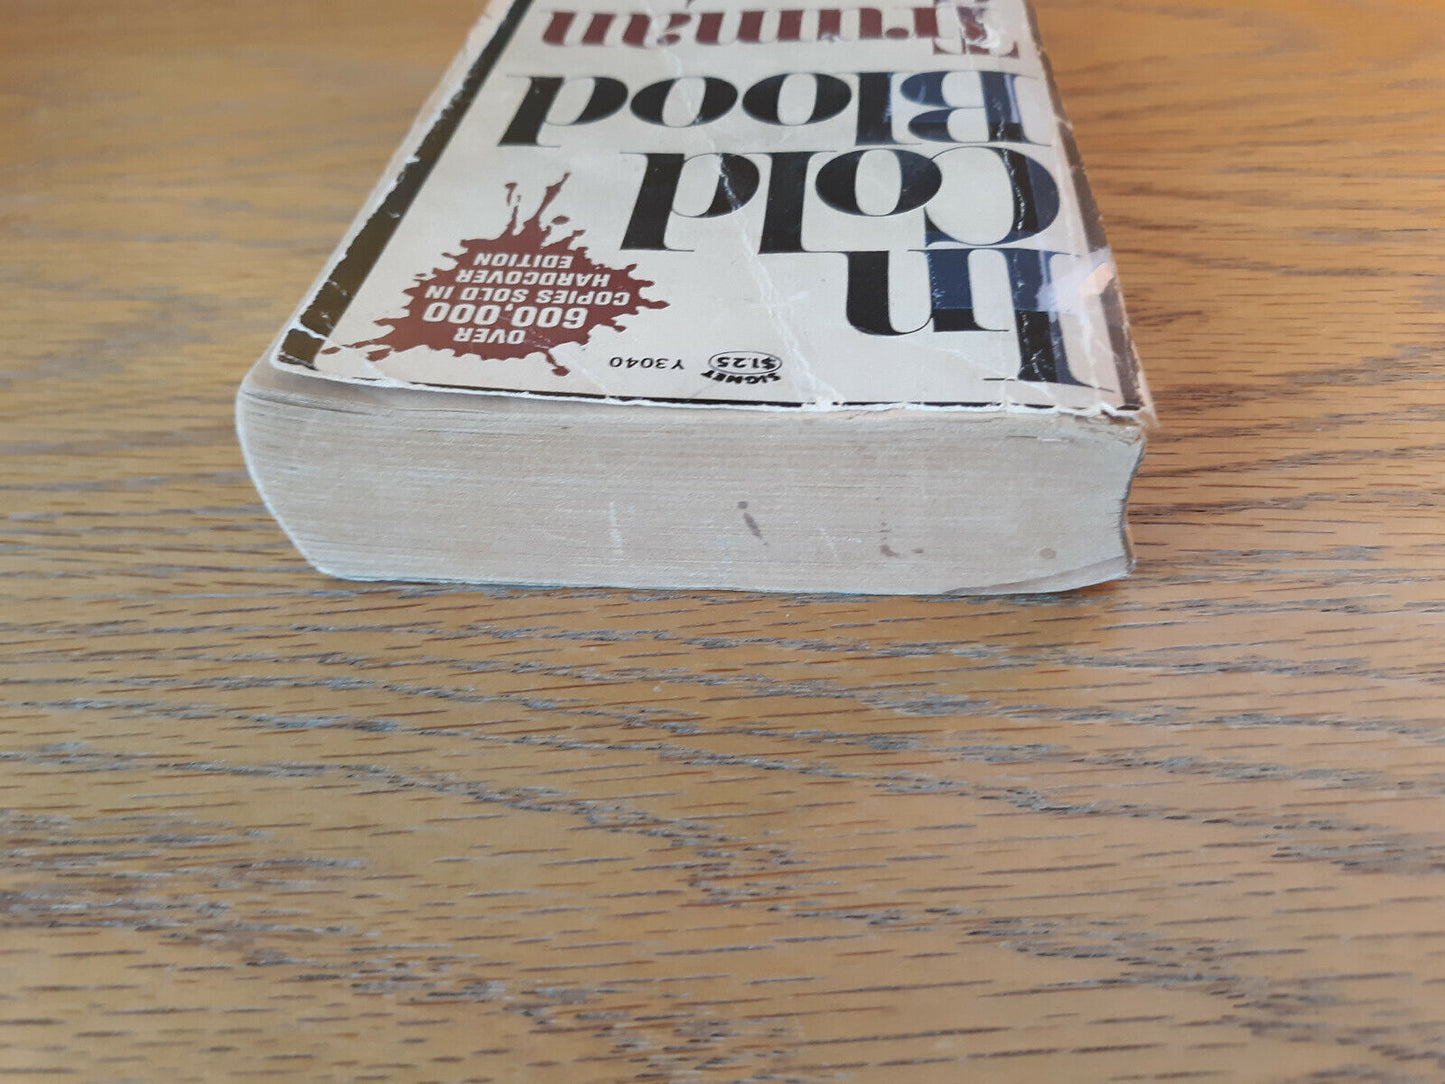 SIGNET
$1.25
Y3040
In
Cold
Blood
Truman
OVER
600,000
COPIES SOLD IN
HARDCOVER
EDITION